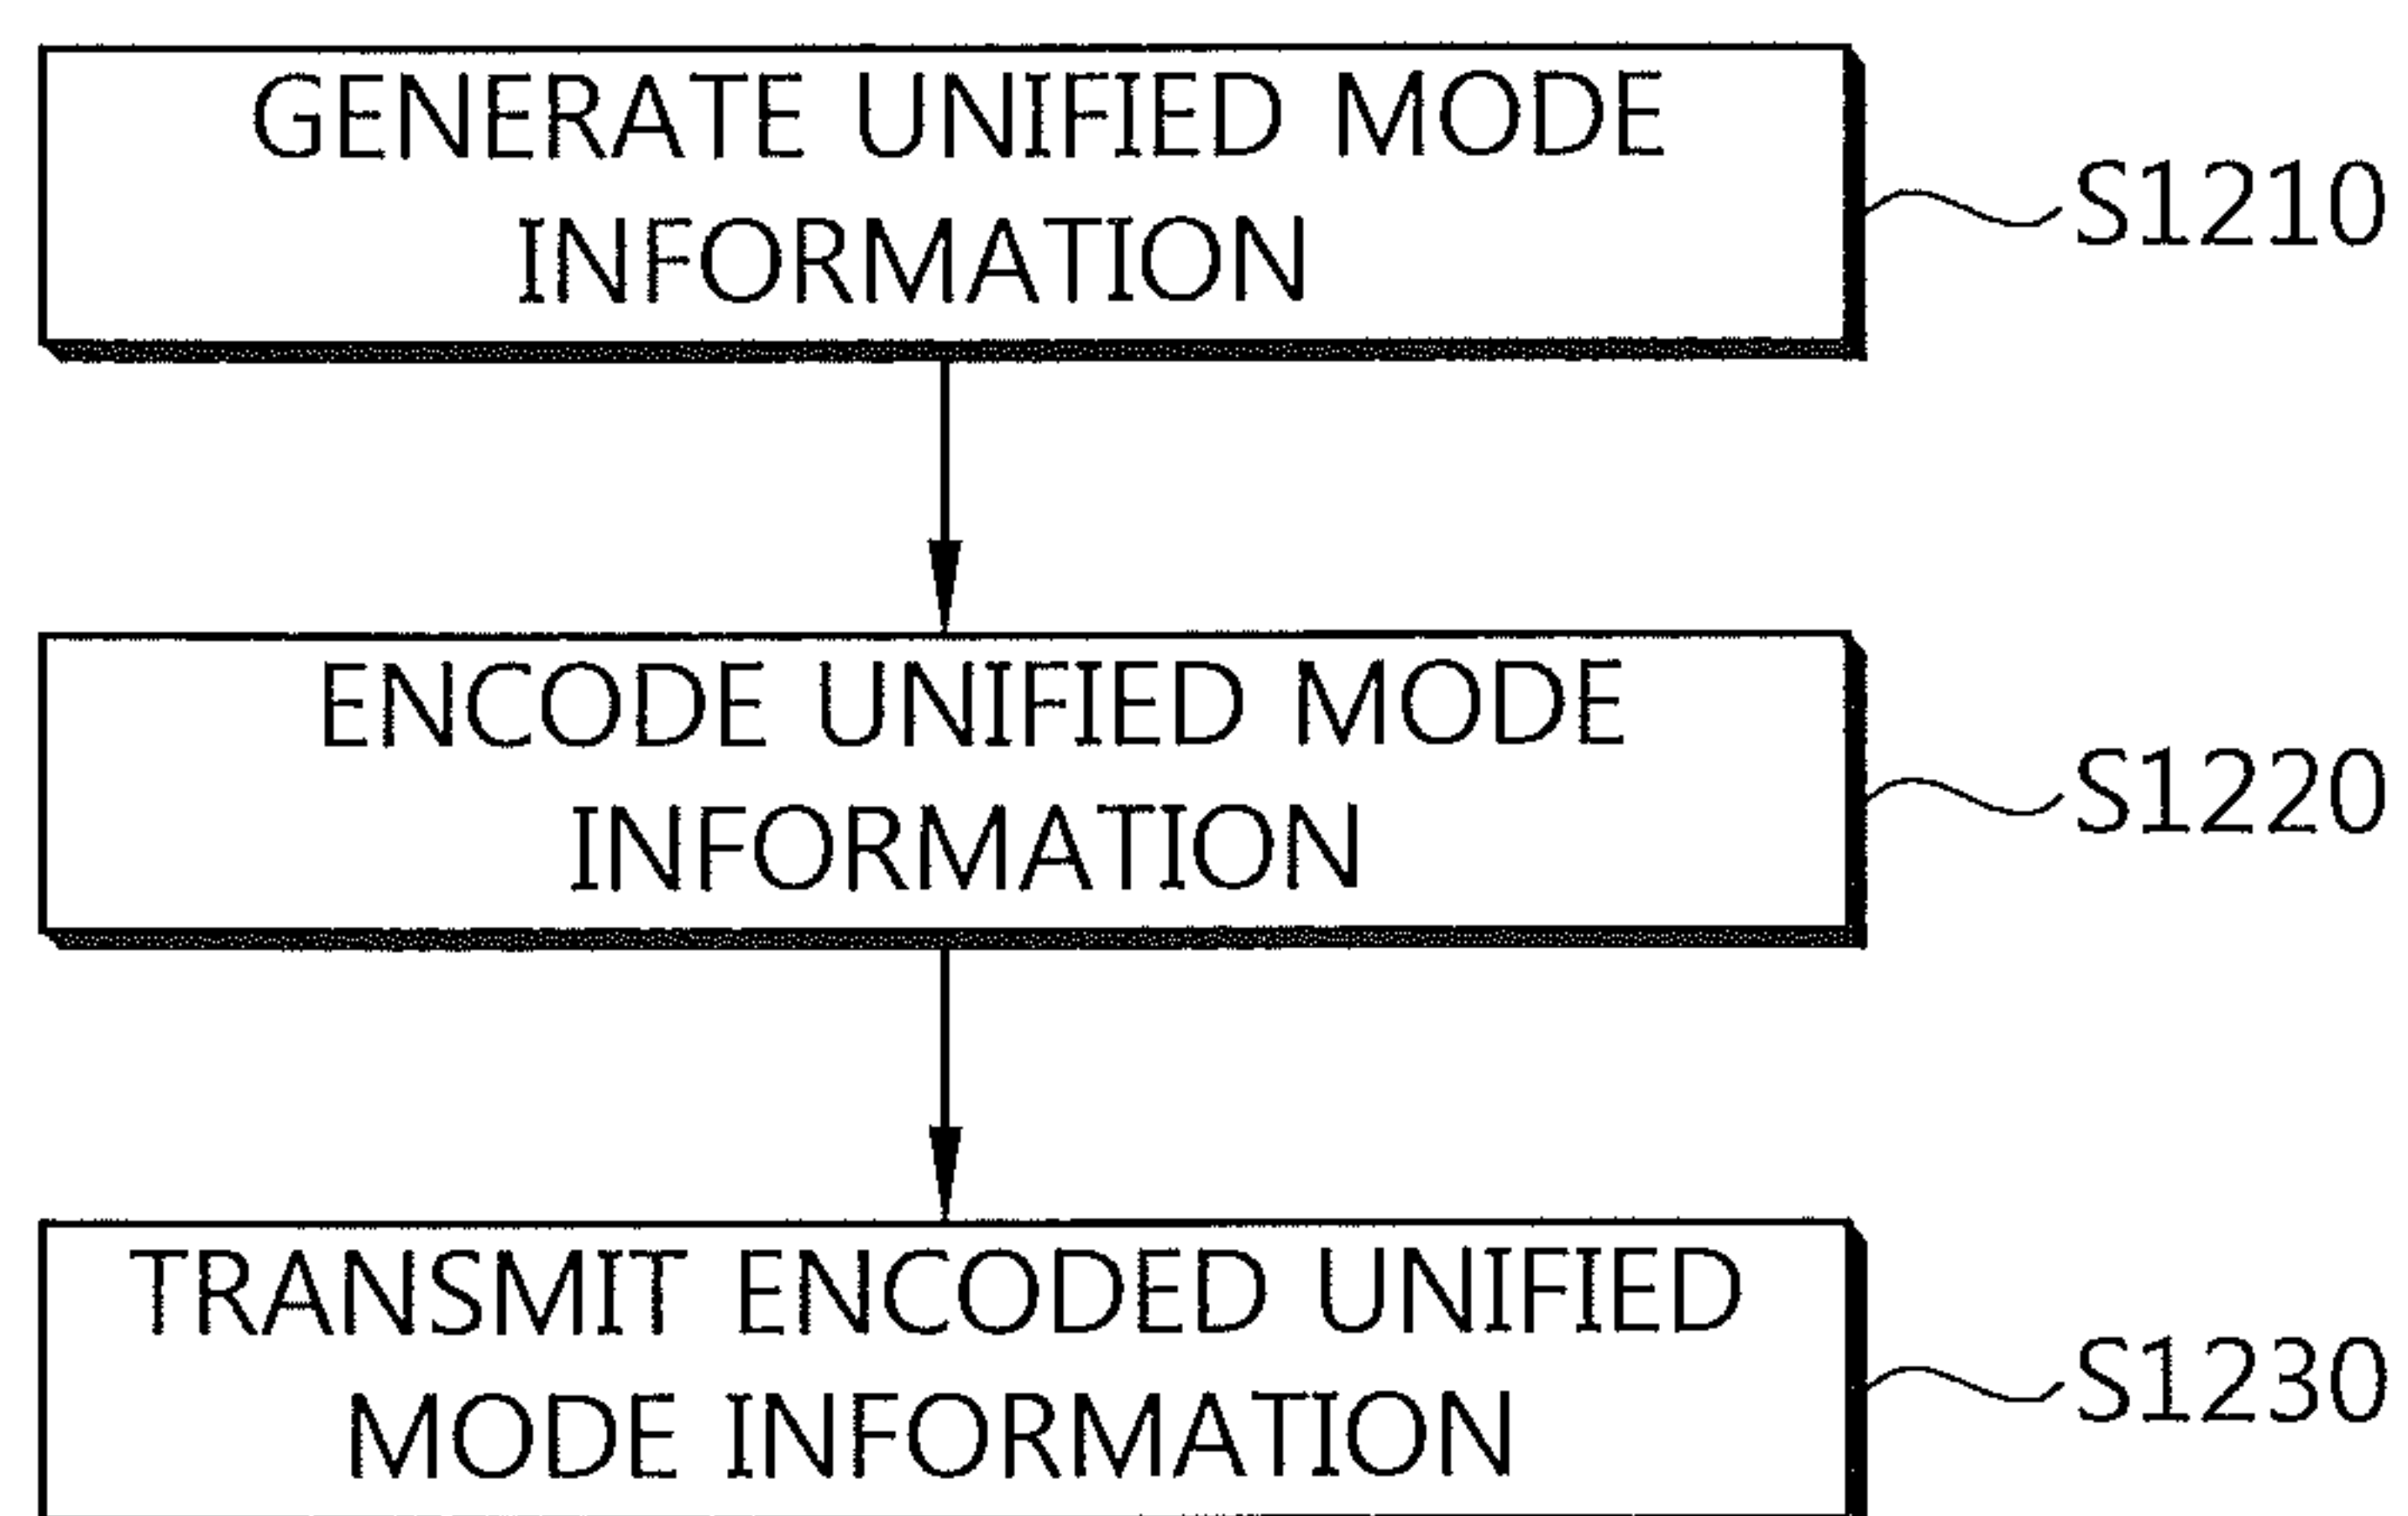 GENERATE UNIFIED MODE
INFORMATION
S1210
ENCODE UNIFIED MODE
INFORMATION
S1220
TRANSMIT ENCODED UNIFIED
MODE INFORMATION
S1230